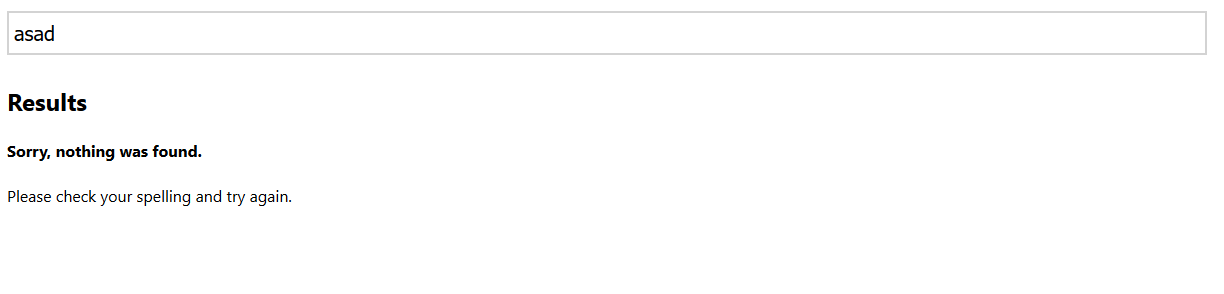 asad
Results
Sorry, nothing was found.
Please check your spelling and try again.